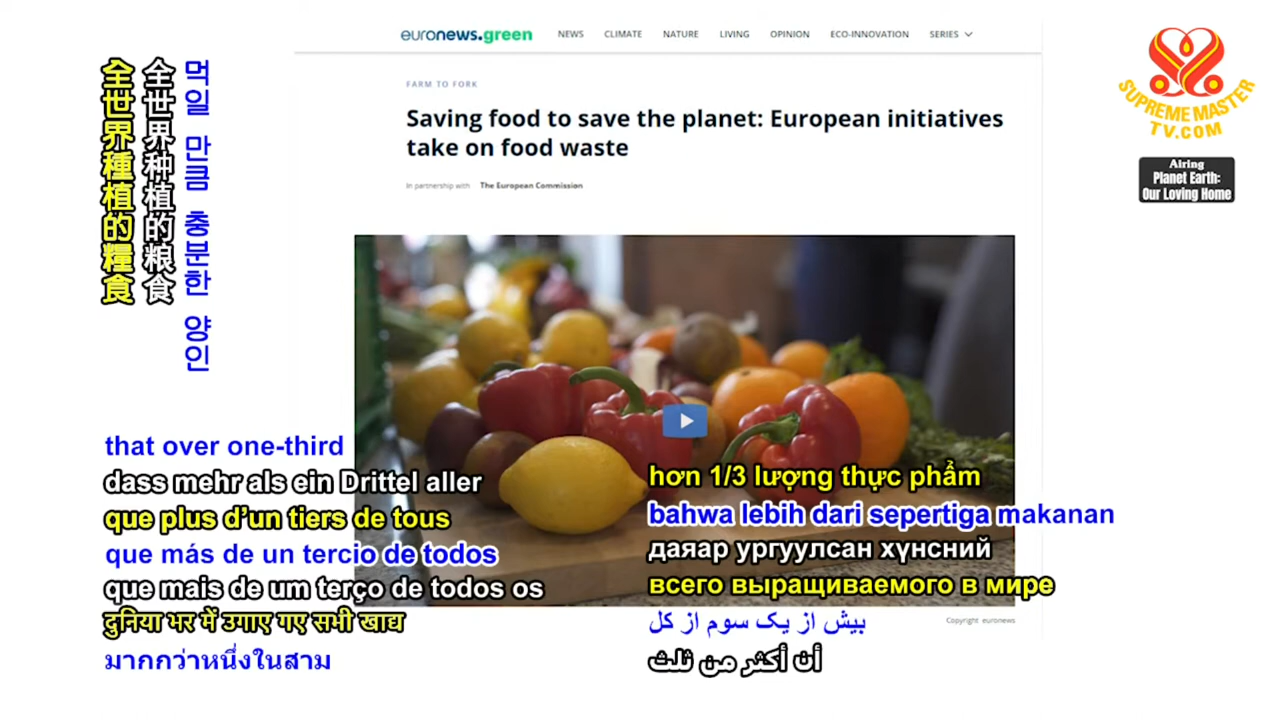 euronews.green
NEWS
CLIMATE
NATURE
LIVING
OPINION
ECO-INNOVATION
SERIES
FARM TO FORK
Saving food to save the planet: European initiatives
take on food waste
In partnership with The European Commission
SUPREME MASTER
TV.COM
Airing
Planet Earth:
Our Loving Home
먹일 만큼 충분한 양인
全世界种植的粮食
全世界種植的糧食
that over one-third
dass mehr als ein Drittel aller
que plus d’un tiers de tous
que más de un tercio de todos
que mais de um terço de todos os
दुनिया भर में उगाए गए सभी खाद्य
มากกว่าหนึ่งในสาม
hơn 1/3 lượng thực phẩm
bahwa lebih dari sepertiga makanan
даяар ургуулсан хүнсний
всего выращиваемого в мире
بیش از یک سوم از کل
أن أكثر من ثلث
Copyright euronews